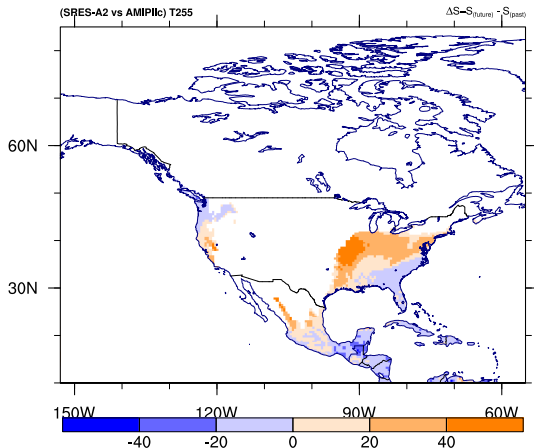 (SRES-A2 vs AMIPIIc) T255
ΔS–S(future) - S(past)
60N
30N
150W
120W
90W
60W
-40
-20
0
20
40